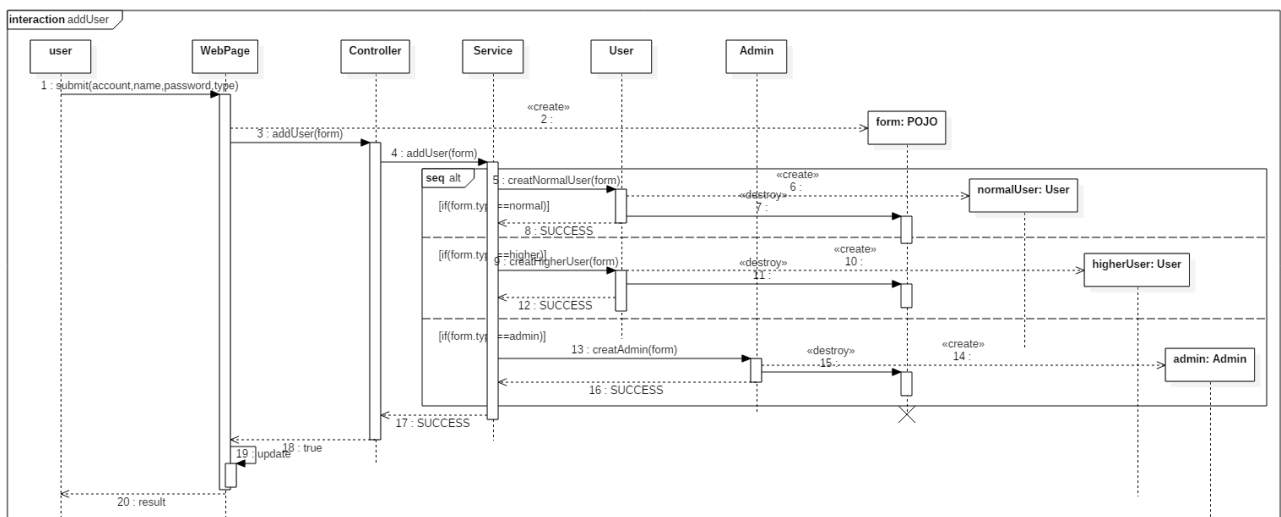 interaction addUser
user
WebPage
Controller
Service
User
Admin
1 : submit(account,name,password,type)
«create»
2 :
form: POJO
3 : addUser(form)
4 : addUser(form)
seq alt
5 : creatNormalUser(form)
«create»
6 :
normalUser: User
[if(form.type==normal)]
«destroy»
7 :
8 : SUCCESS
[if(form.type==higher)]
9 : creatHigherUser(form)
«create»
10 :
higherUser: User
«destroy»
11 :
12 : SUCCESS
[if(form.type==admin)]
13 : creatAdmin(form)
«create»
14 :
admin: Admin
«destroy»
15 :
16 : SUCCESS
17 : SUCCESS
18 : true
19 : update
20 : result